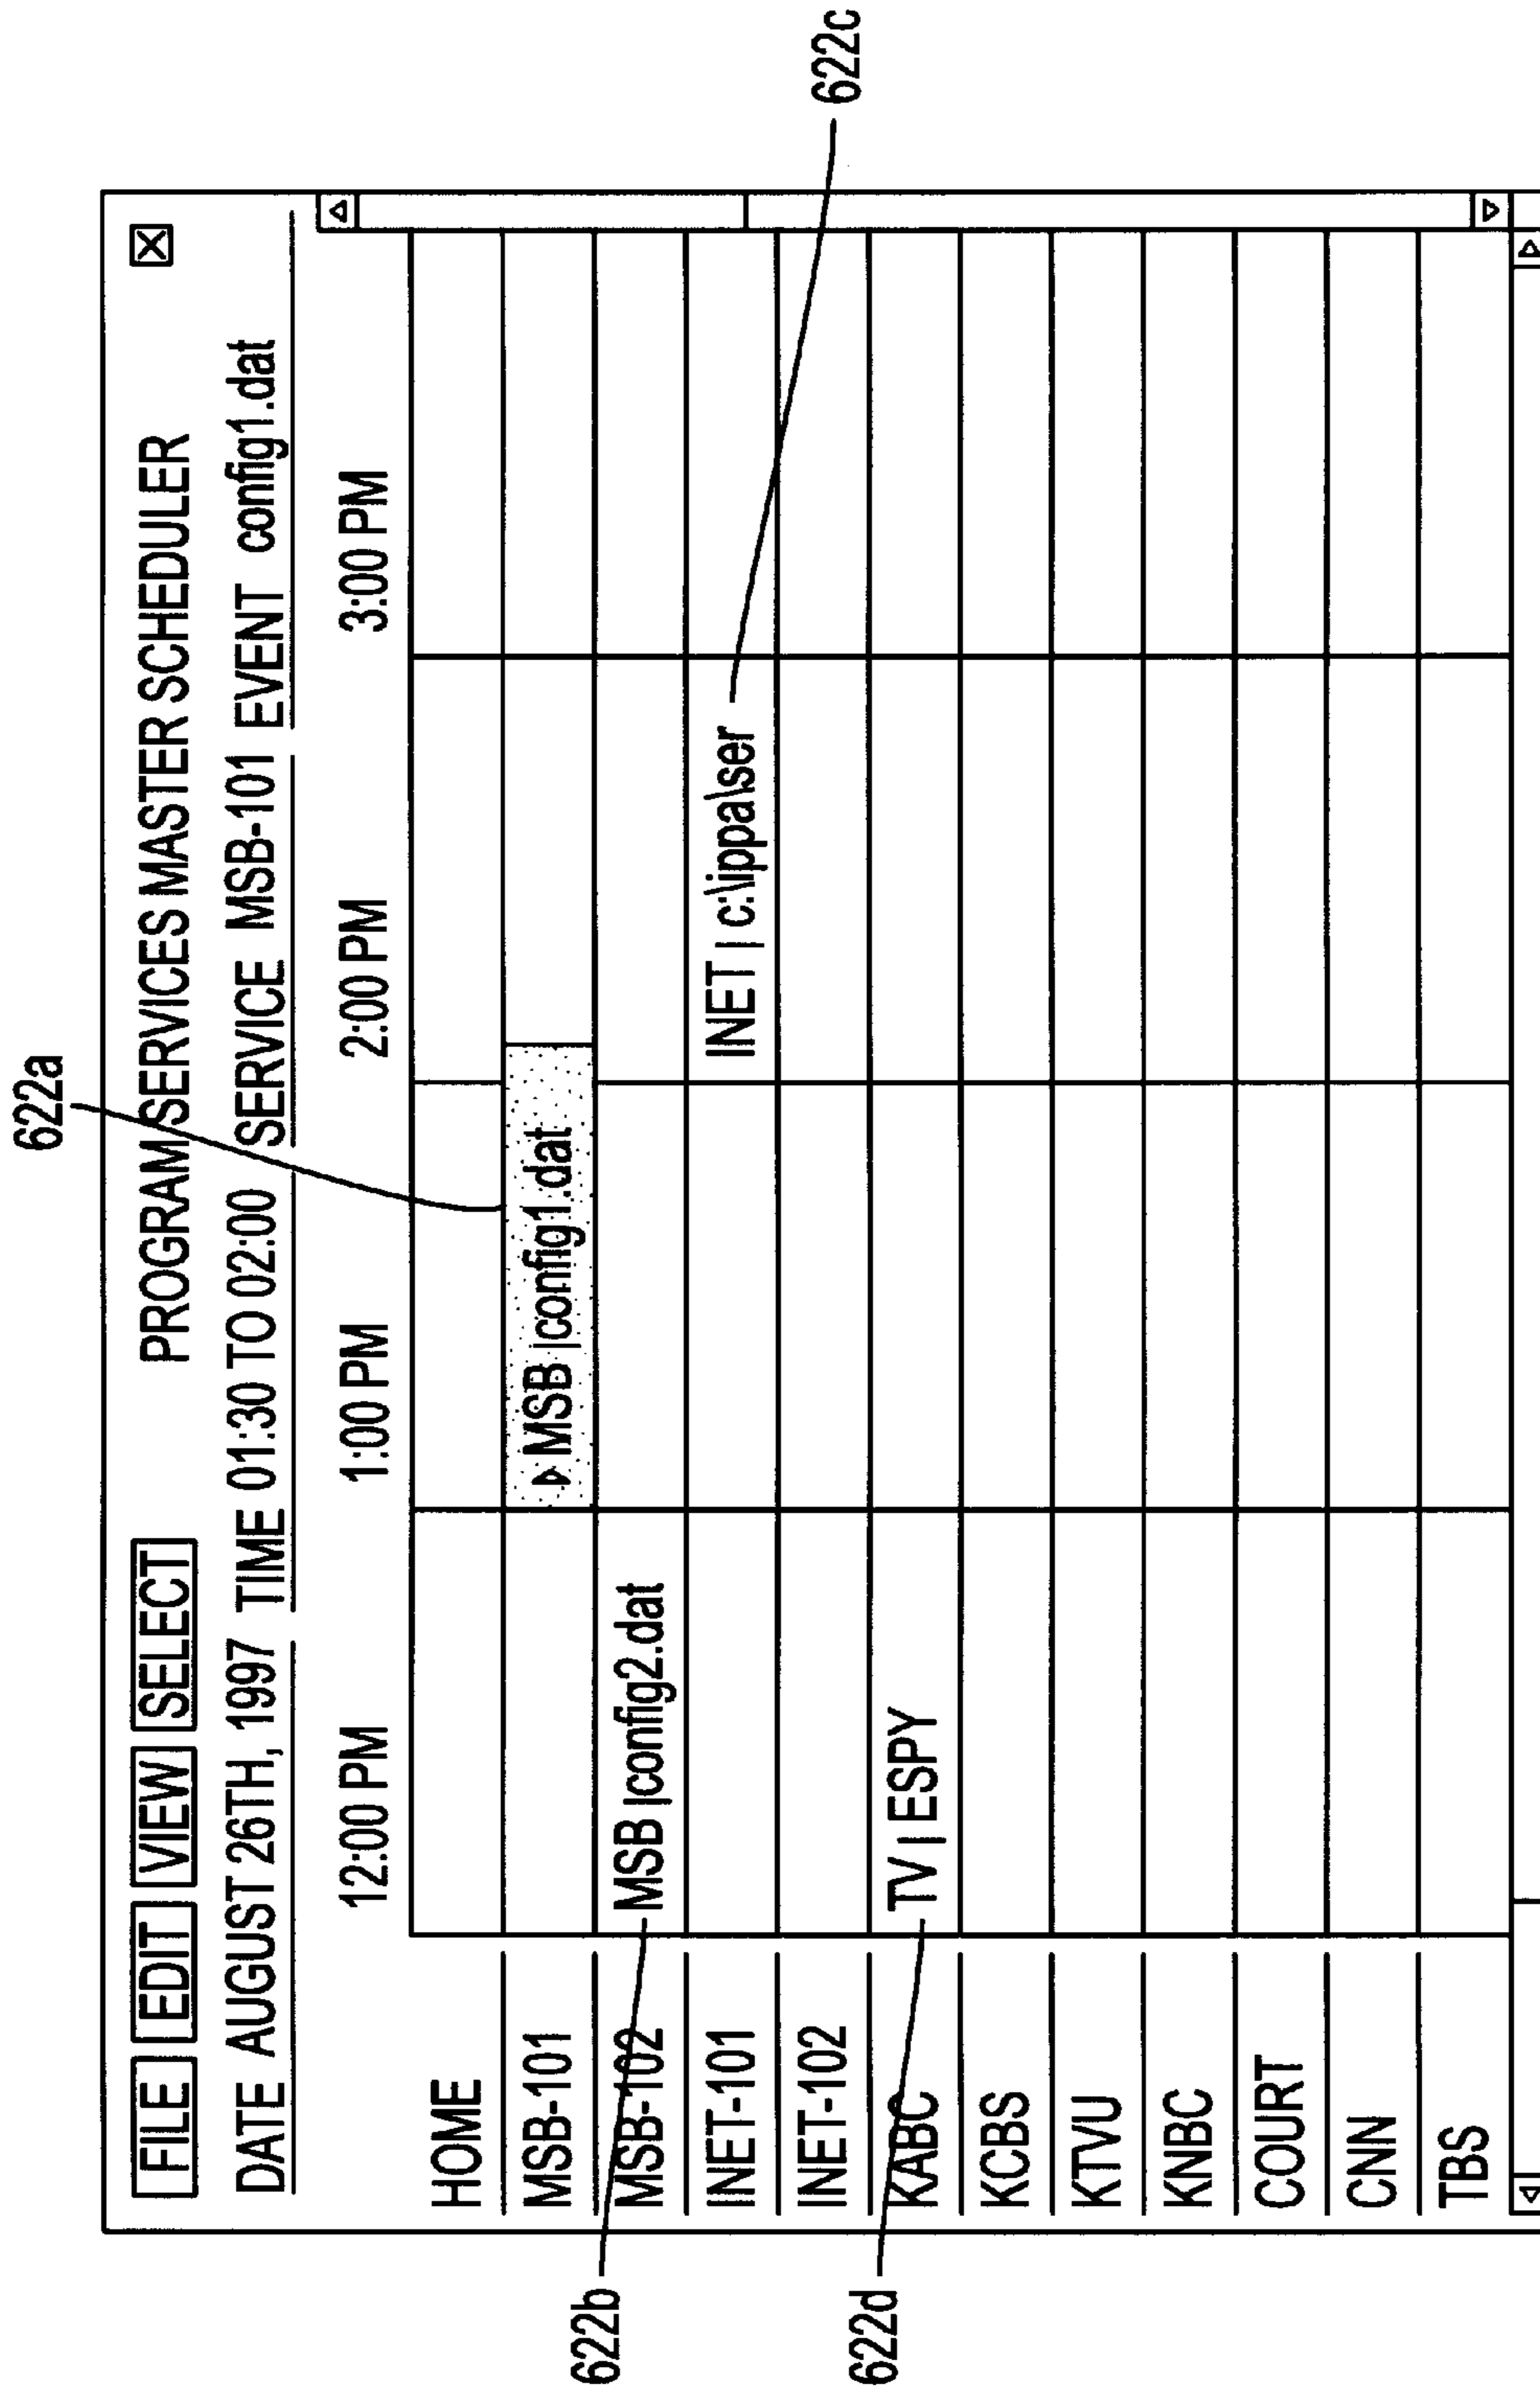 622a
FILE EDIT VIEW SELECT PROGRAM/SERVICES MASTER SCHEDULER X
DATE AUGUST 26TH, 1997 TIME 01:30 TO 02:00 SERVICE MSB-101 EVENT config1.dat
12:00 PM 1:00 PM 2:00 PM 3:00 PM
HOME
MSB-101 MSB |config1.dat
622b MSB-102 MSB |config2.dat
INET-101 INET | c:\ippa\ser 622c
INET-102
622d KABC TV | ESPY
KCBS
KTVU
KNBC
COURT
CNN
TBS